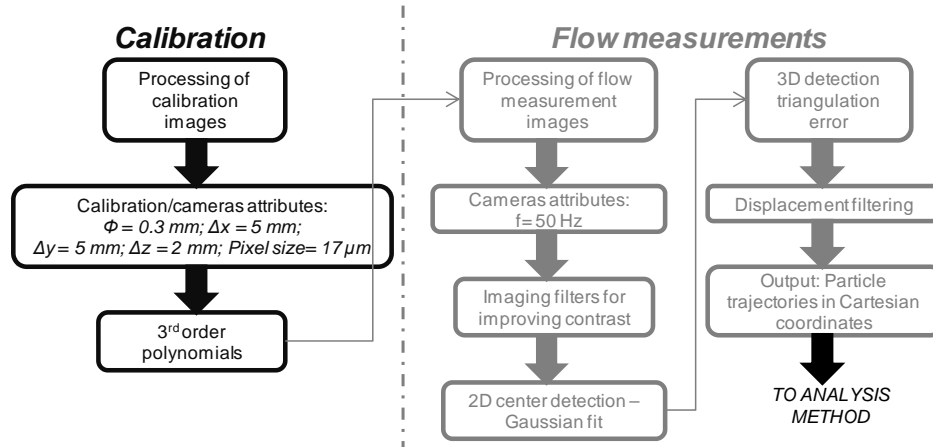 Calibration
Processing of
calibration
images
Calibration/cameras attributes:
Φ = 0.3 mm; Δx = 5 mm;
Δy = 5 mm; Δz = 2 mm; Pixel size= 17 µm
3rd order
polynomials
Flow measurements
Processing of flow
measurement
images
Cameras attributes:
f= 50 Hz
Imaging filters for
improving contrast
2D center detection –
Gaussian fit
3D detection
triangulation
error
Displacement filtering
Output: Particle
trajectories in Cartesian
coordinates
TO ANALYSIS
METHOD